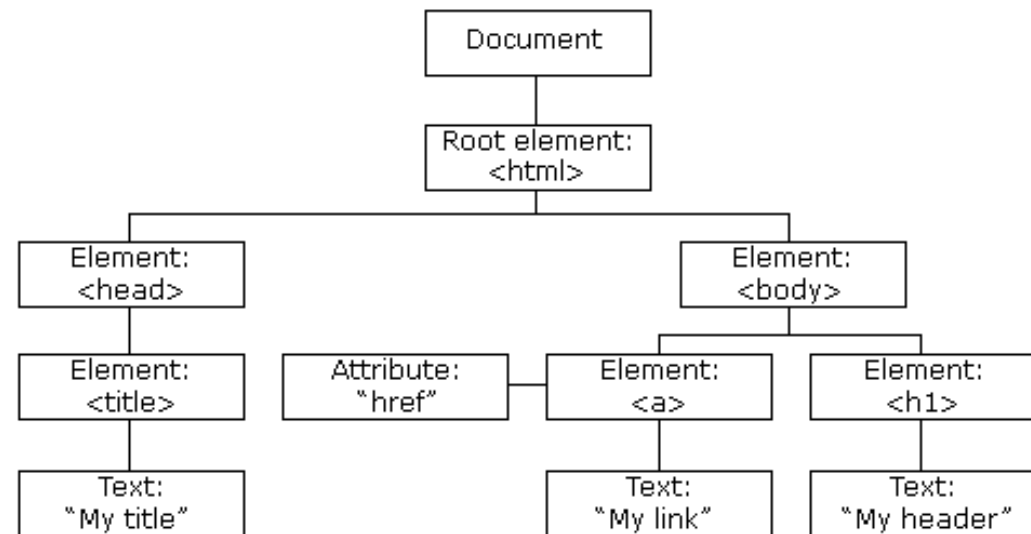 Document
Root element:
<html>
Element:
<head>
Element:
<body>
Element:
<title>
Attribute:
“href”
Element:
<a>
Element:
<h1>
Text:
“My title”
Text:
“My link”
Text:
“My header”